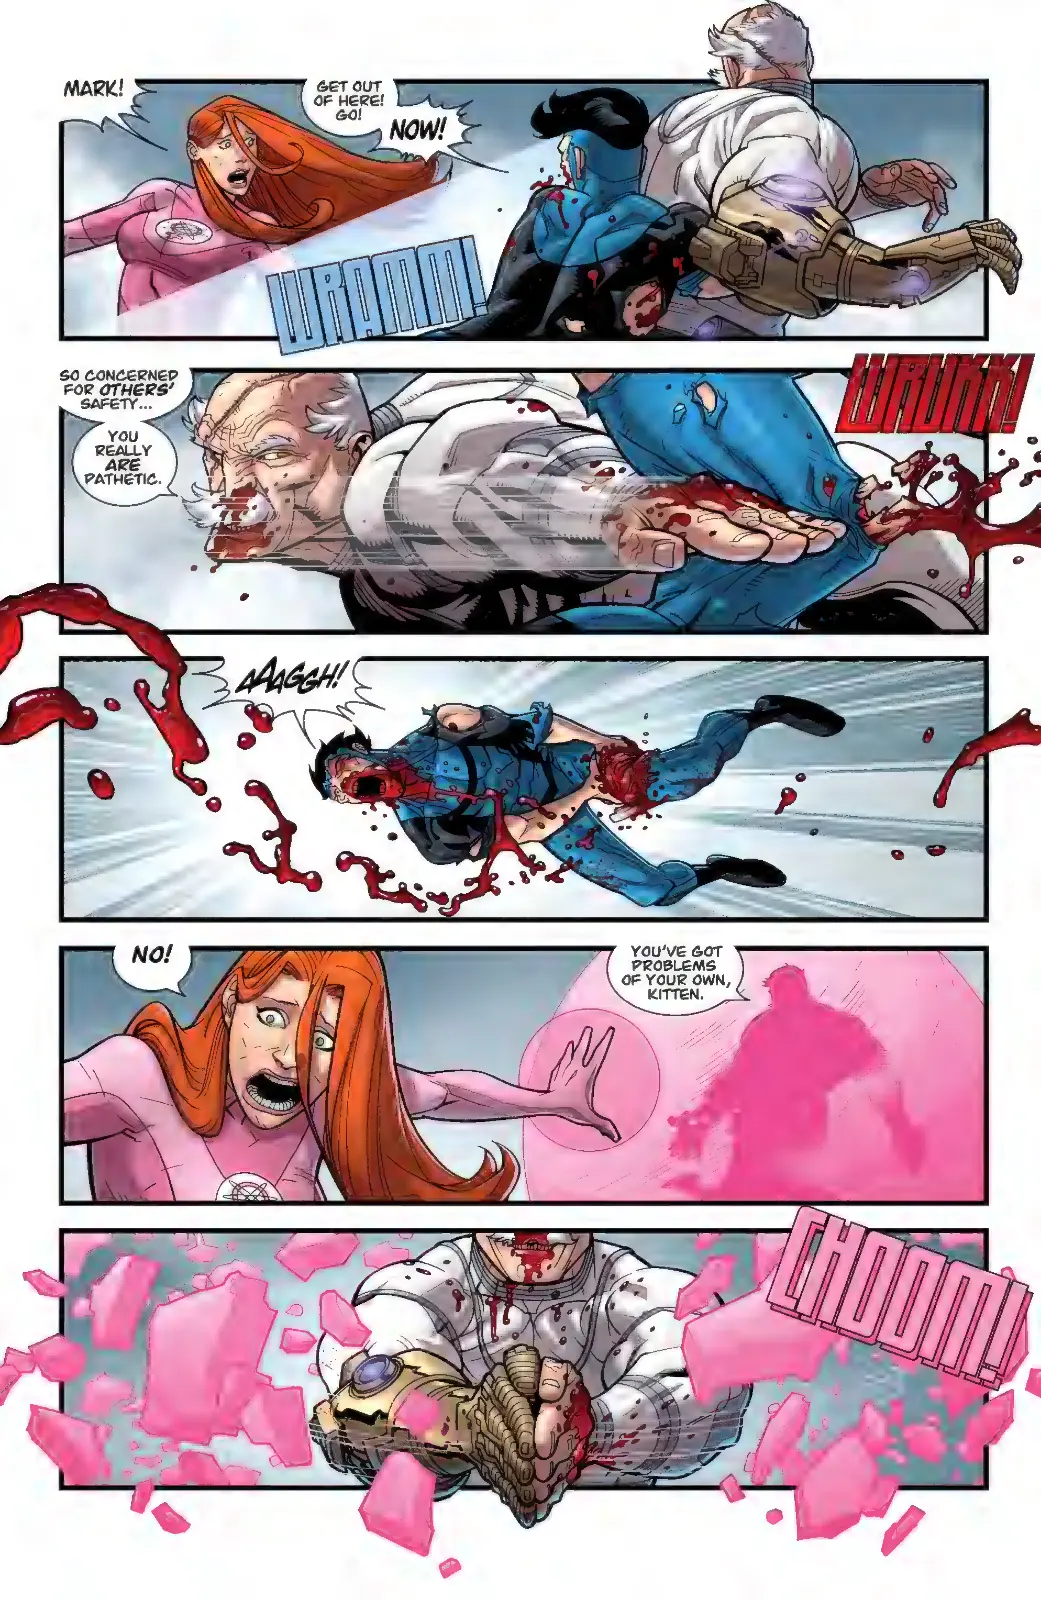 MARK!
GET OUT
OF HERE!
GO!
NOW!
WRAMM!
SO CONCERNED
FOR OTHERS'
SAFETY...
YOU
REALLY
ARE
PATHETIC.
WRUKK!
AAAGGH!
NO!
YOU'VE GOT
PROBLEMS
OF YOUR OWN,
KITTEN.
CHOOM!